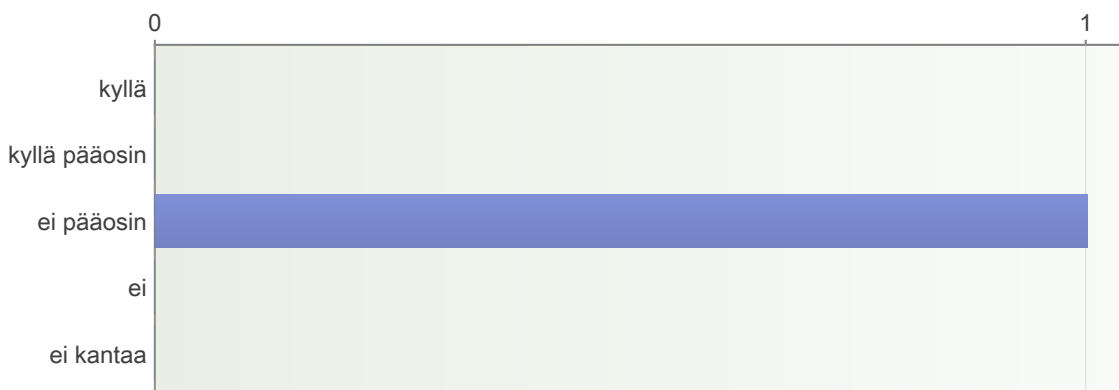 0 1
kyllä
kyllä pääosin
ei pääosin
ei
ei kantaa